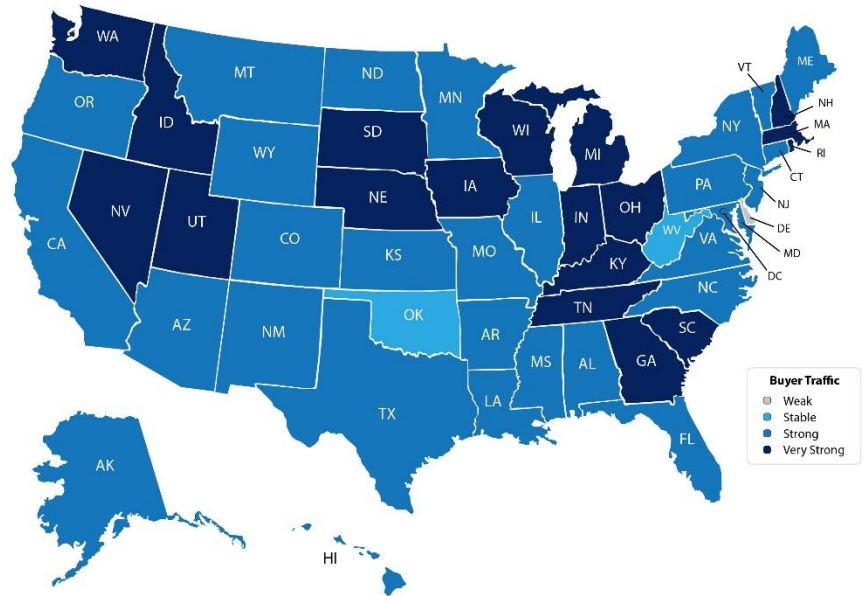 WA
MT
ND
MN
ME
VT
NH
MA
RI
CT
NY
OR
ID
SD
WI
MI
WY
NE
IA
PA
NJ
DE
MD
DC
NV
UT
CO
IL
IN
OH
WV
VA
CA
KS
MO
KY
NC
AZ
NM
OK
AR
TN
SC
TX
LA
MS
AL
GA
FL
AK
HI
Buyer Traffic
Weak
Stable
Strong
Very Strong